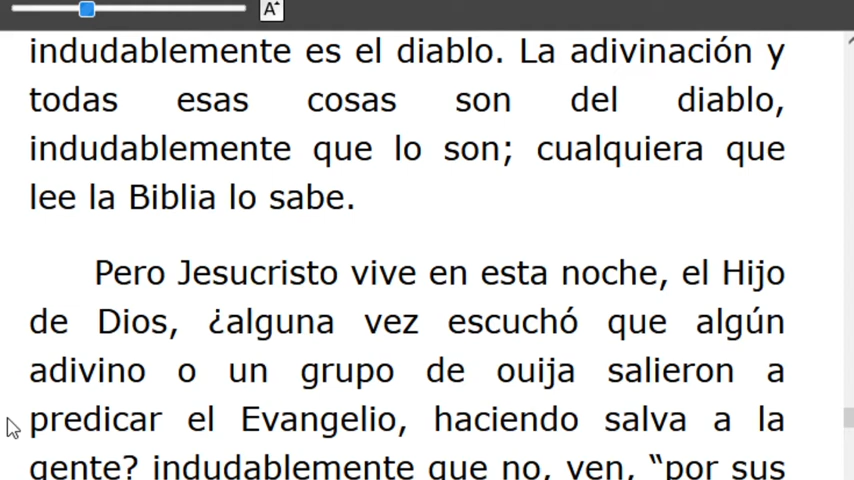 A
indudablemente es el diablo. La adivinación y
todas esas cosas son del diablo,
indudablemente que lo son; cualquiera que
lee la Biblia lo sabe.
Pero Jesucristo vive en esta noche, el Hijo
de Dios, ¿alguna vez escuchó que algún
adivino o un grupo de ouija salieron a
predicar el Evangelio, haciendo salva a la
gente? indudablemente que no, ven, “por sus